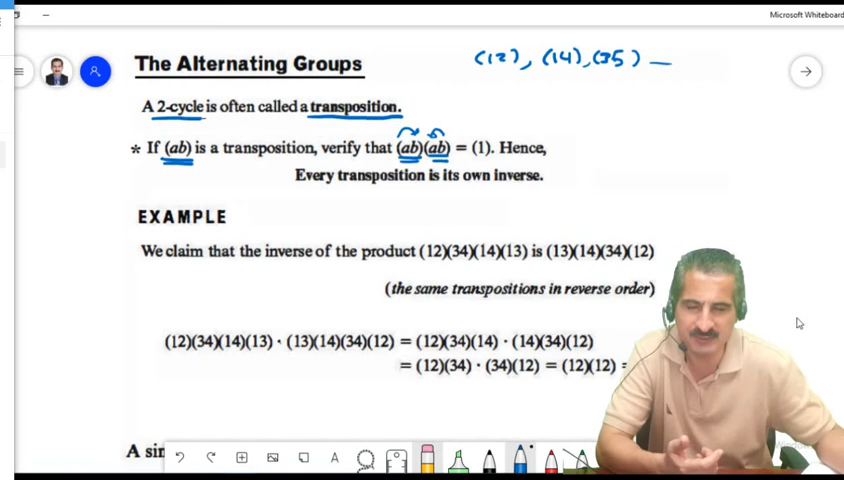 Microsoft Whiteboard
The Alternating Groups
(12), (14), (35) —
A 2-cycle is often called a transposition.
* If (ab) is a transposition, verify that (ab)(ab) = (1). Hence,
Every transposition is its own inverse.
EXAMPLE
We claim that the inverse of the product (12)(34)(14)(13) is (13)(14)(34)(12)
(the same transpositions in reverse order)
(12)(34)(14)(13) · (13)(14)(34)(12) = (12)(34)(14) · (14)(34)(12)
= (12)(34) · (34)(12) = (12)(12) =
A